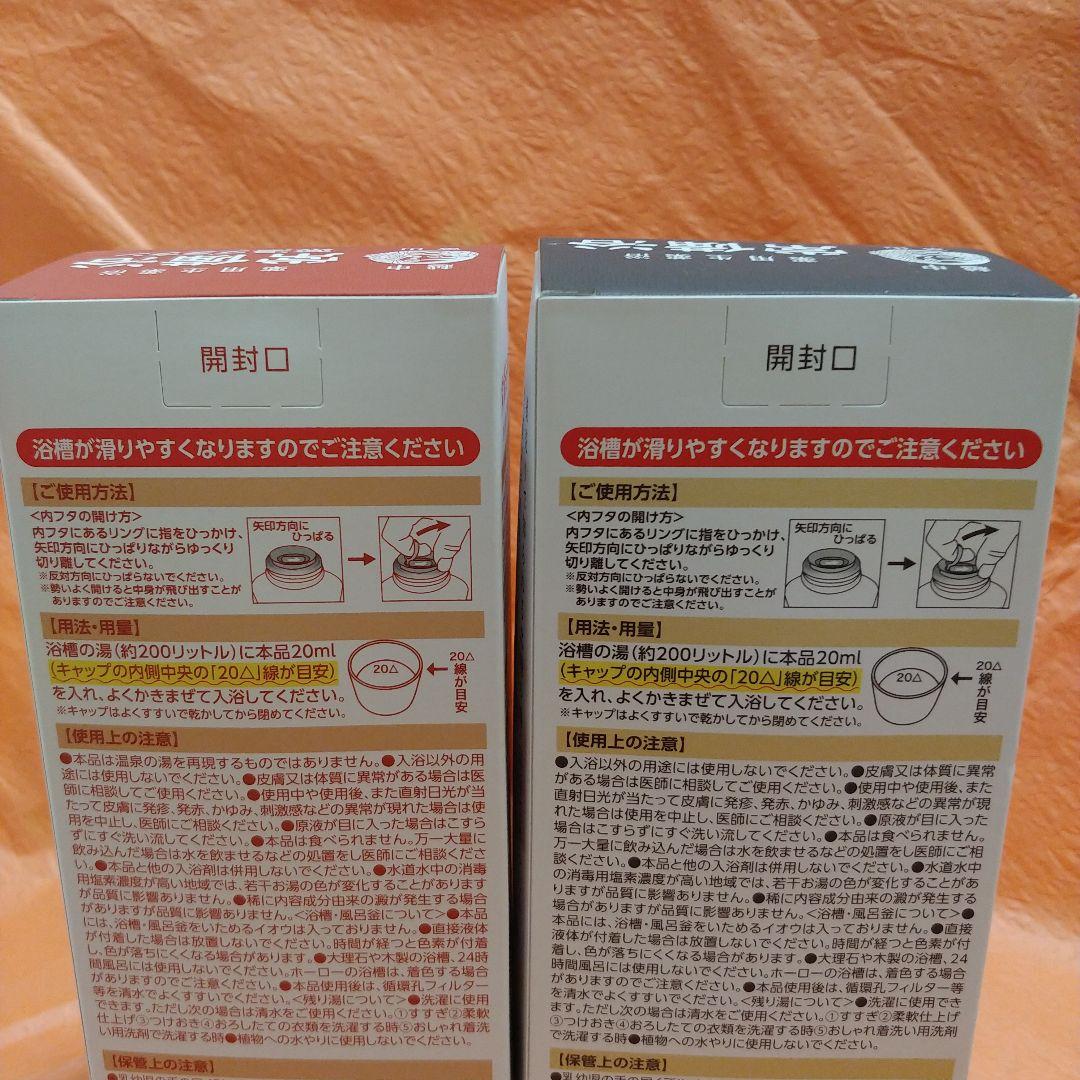 越中
薬用生薬浴
開封口
浴槽が滑りやすくなりますのでご注意ください
【ご使用方法】
<内フタの開け方>
内フタにあるリングに指をひっかけ、
矢印方向にひっぱりながらゆっくり
切り離してください。
※反対方向にひっぱらないでください。
※勢いよく開けると中身が飛び出すことが
ありますのでご注意ください。
矢印方向に
ひっぱる
【用法・用量】
浴槽の湯(約200リットル)に本品20ml
(キャップの内側中央の「20△」線が目安)
を入れ、よくかきまぜて入浴してください。
※キャップはよくすすいで乾かしてから閉めてください。
20△
20△
線が目安
【使用上の注意】
●本品は温泉の湯を再現するものではありません。●入浴以外の用
途には使用しないでください。●皮膚又は体質に異常がある場合は医
師に相談してご使用ください。●使用中や使用後、また直射日光が当
たって皮膚に発疹、発赤、かゆみ、刺激感などの異常が現れた場合は使
用を中止し、医師にご相談ください。●原液が目に入った場合はこすら
ずにすぐ洗い流してください。●本品は食べられません。万一大量に
飲み込んだ場合は水を飲ませるなどの処置をし医師にご相談くださ
い。●本品と他の入浴剤は併用しないでください。●水道水中の消毒
用塩素濃度が高い地域では、若干お湯の色が変化することがあります
が品質に影響ありません。●稀に内容成分由来の澱が発生する場合
がありますが品質に影響ありません。<浴槽・風呂釜について>●本品
には、浴槽・風呂釜をいためるイオウは入っておりません。●直接液体
が付着した場合は放置しないでください。時間が経つと色素が付着
し、色が落ちにくくなる場合があります。●大理石や木製の浴槽、24時
間風呂には使用しないでください。ホーローの浴槽は、着色する場合
がありますのでご注意ください。●本品使用後は、循環孔フィルター
等を清水でよくすすいでください。<残り湯について>●洗濯に使用
できます。ただし次の場合は清水をご使用ください。①すすぎ②柔軟
仕上げ③つけおき④おろしたての衣類を洗濯する時⑤おしゃれ着洗
い用洗剤で洗濯する時●植物への水やりに使用しないでください。
【保管上の注意】
越中
薬用生薬浴
開封口
浴槽が滑りやすくなりますのでご注意ください
【ご使用方法】
<内フタの開け方>
内フタにあるリングに指をひっかけ、
矢印方向にひっぱりながらゆっくり
切り離してください。
※反対方向にひっぱらないでください。
※勢いよく開けると中身が飛び出すことが
ありますのでご注意ください。
矢印方向に
ひっぱる
【用法・用量】
浴槽の湯(約200リットル)に本品20ml
(キャップの内側中央の「20△」線が目安)
を入れ、よくかきまぜて入浴してください。
※キャップはよくすすいで乾かしてから閉めてください。
20△
20△
線が目安
【使用上の注意】
●入浴以外の用途には使用しないでください。●皮膚又は体質に異常
がある場合は医師に相談してご使用ください。●使用中や使用後、また
直射日光が当たって皮膚に発疹、発赤、かゆみ、刺激感などの異常が現
れた場合は使用を中止し、医師にご相談ください。●原液が目に入った
場合はこすらずにすぐ洗い流してください。●本品は食べられません。
万一大量に飲み込んだ場合は水を飲ませるなどの処置をし医師にご相
談ください。●本品と他の入浴剤は併用しないでください。●水道水中
の消毒用塩素濃度が高い地域では、若干お湯の色が変化することがあ
りますが品質に影響ありません。●稀に内容成分由来の澱が発生する
場合がありますが品質に影響ありません。<浴槽・風呂釜について>●
本品には、浴槽・風呂釜をいためるイオウは入っておりません。●直接
液体が付着した場合は放置しないでください。時間が経つと色素が付
着し、色が落ちにくくなる場合があります。●大理石や木製の浴槽、24
時間風呂には使用しないでください。ホーローの浴槽は、着色する場合
がありますのでご注意ください。●本品使用後は、循環孔フィルター等
を清水でよくすすいでください。<残り湯について>●洗濯に使用でき
ます。ただし次の場合は清水をご使用ください。①すすぎ②柔軟仕上げ
③つけおき④おろしたての衣類を洗濯する時⑤おしゃれ着洗い用洗剤
で洗濯する時●植物への水やりに使用しないでください。
【保管上の注意】